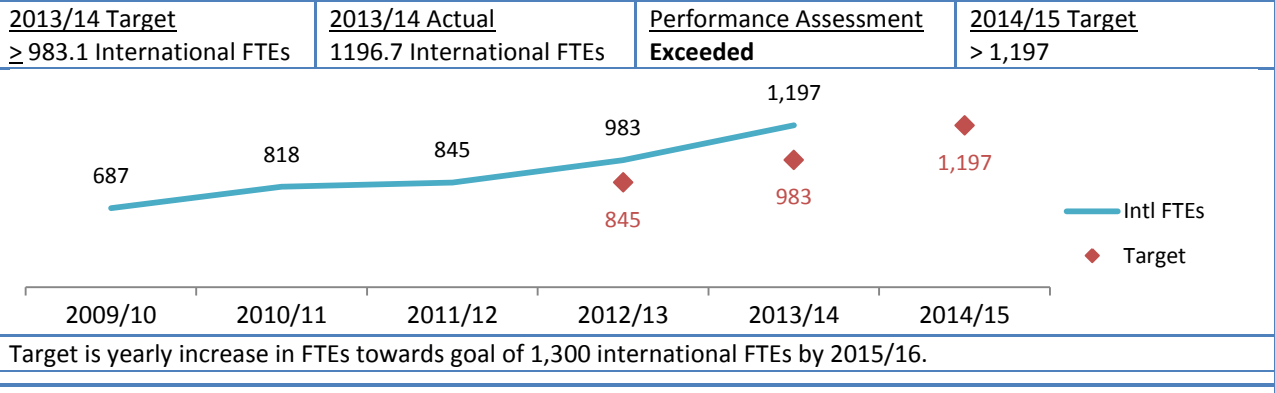 2013/14 Target
> 983.1 International FTEs
2013/14 Actual
1196.7 International FTEs
Performance Assessment
Exceeded
2014/15 Target
> 1,197
687
818
845
983
1,197
845
983
1,197
Intl FTEs
Target
2009/10
2010/11
2011/12
2012/13
2013/14
2014/15
Target is yearly increase in FTEs towards goal of 1,300 international FTEs by 2015/16.